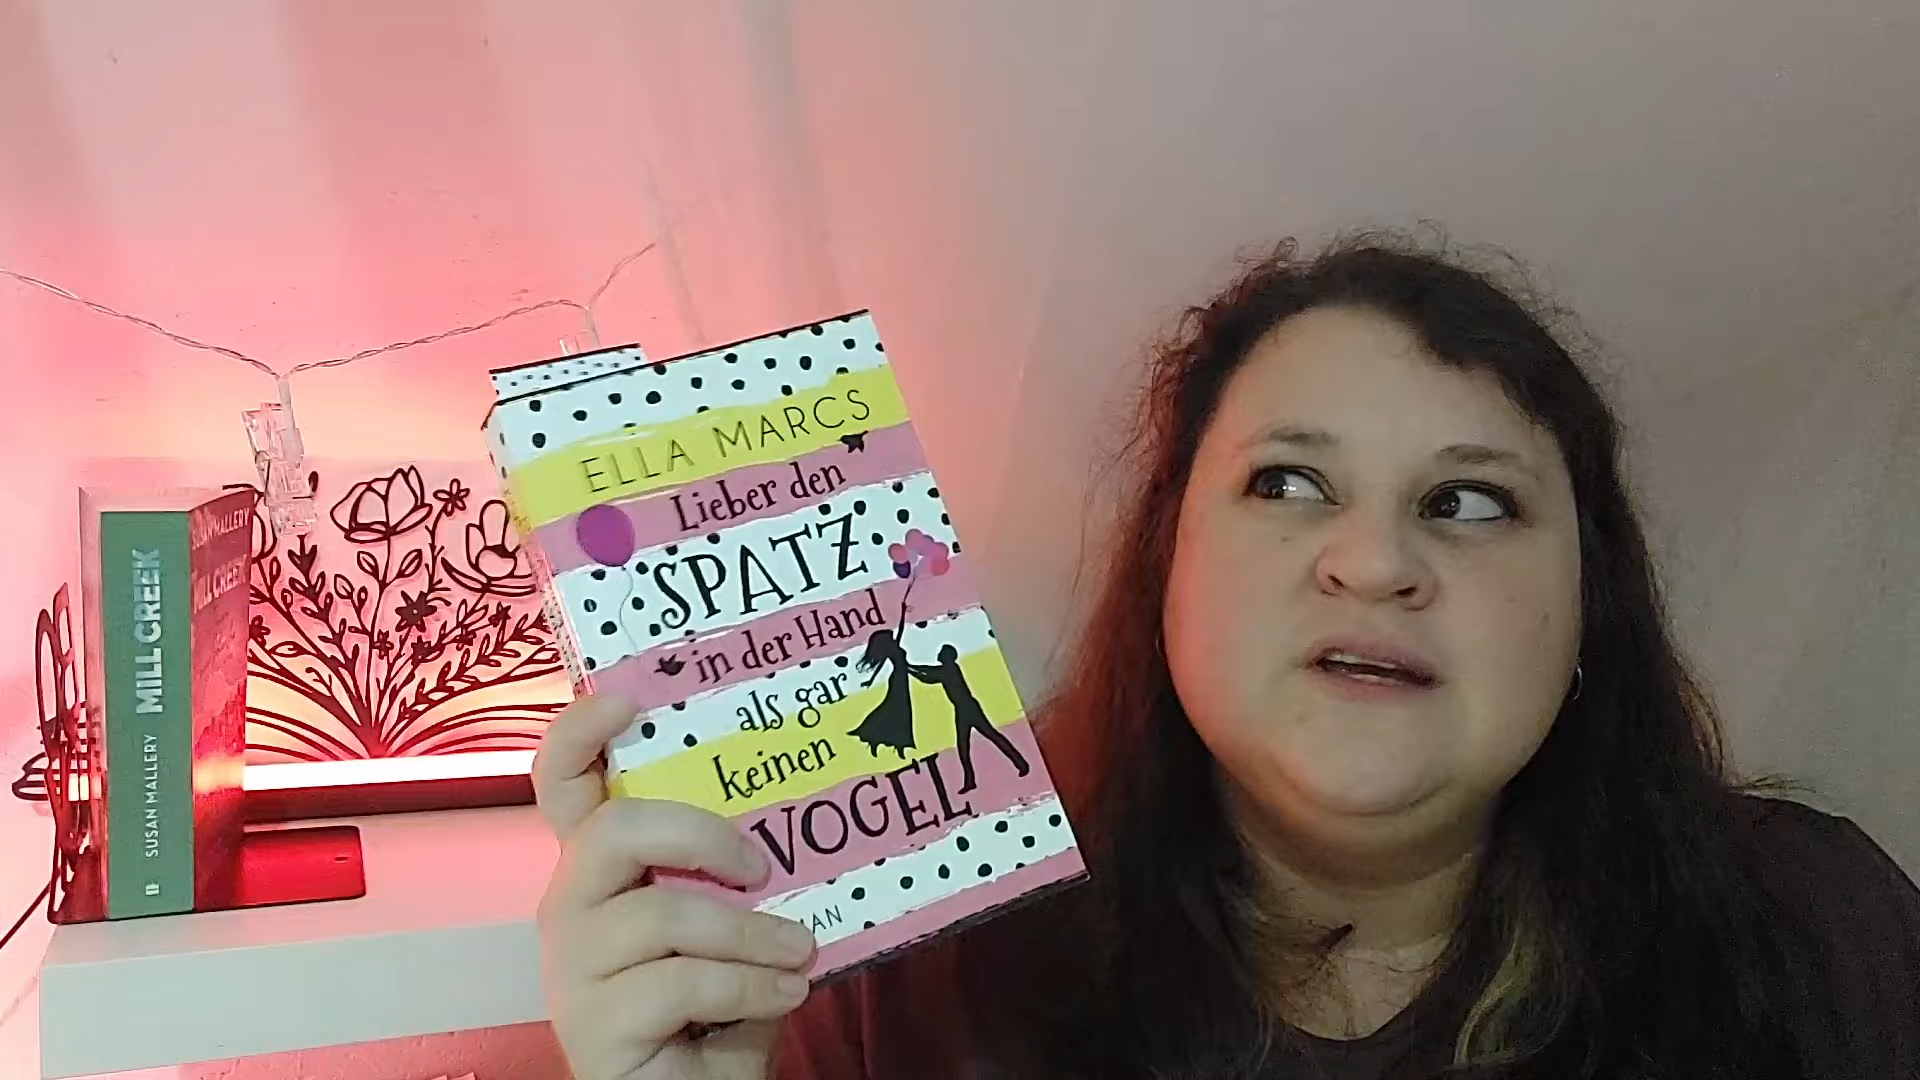 ELLA MARCS
Lieber den
SPATZ
in der Hand
als gar
keinen
VOGEL
MAN
MILL CREEK
SUSAN MALLERY
SUSAN MALLERY
MILL CREEK